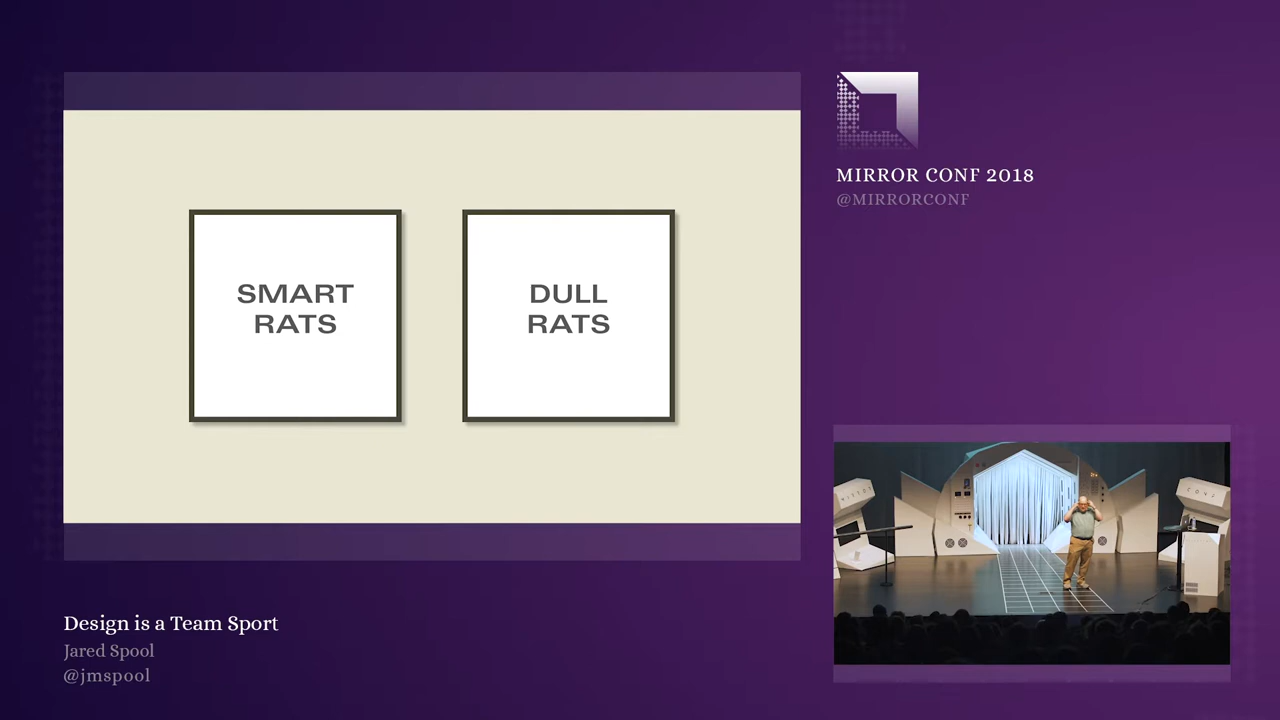 SMART
RATS
DULL
RATS
MIRROR CONF 2018
@MIRRORCONF
Design is a Team Sport
Jared Spool
@jmspool